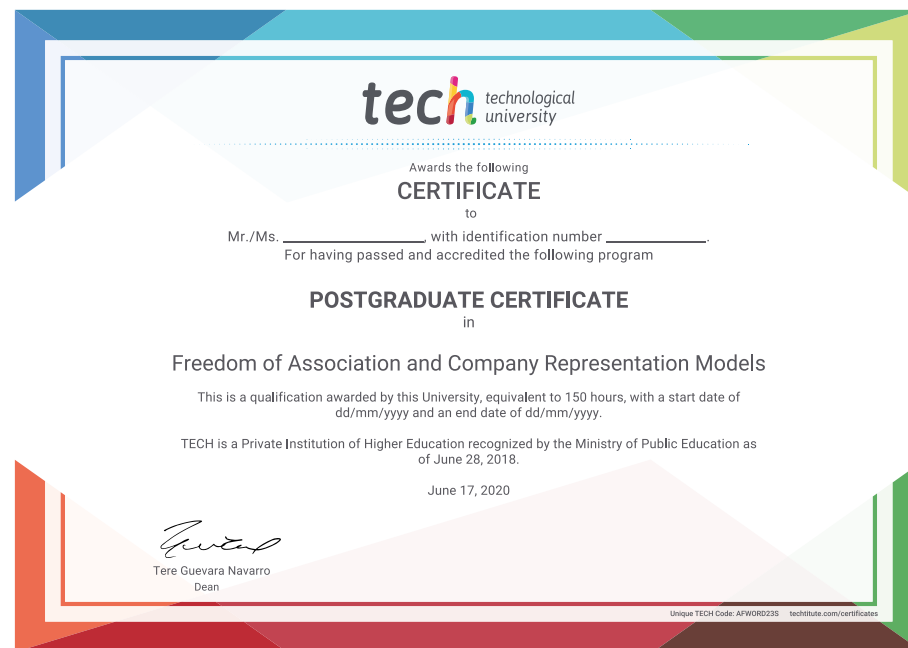 tech technological
university
Awards the following
CERTIFICATE
to
Mr./Ms. ____________________, with identification number ______________.
For having passed and accredited the following program
POSTGRADUATE CERTIFICATE
in
Freedom of Association and Company Representation Models
This is a qualification awarded by this University, equivalent to 150 hours, with a start date of
dd/mm/yyyy and an end date of dd/mm/yyyy.
TECH is a Private Institution of Higher Education recognized by the Ministry of Public Education as
of June 28, 2018.
June 17, 2020
Tere Guevara Navarro
Dean
Unique TECH Code: AFWORD23S techtitute.com/certificates